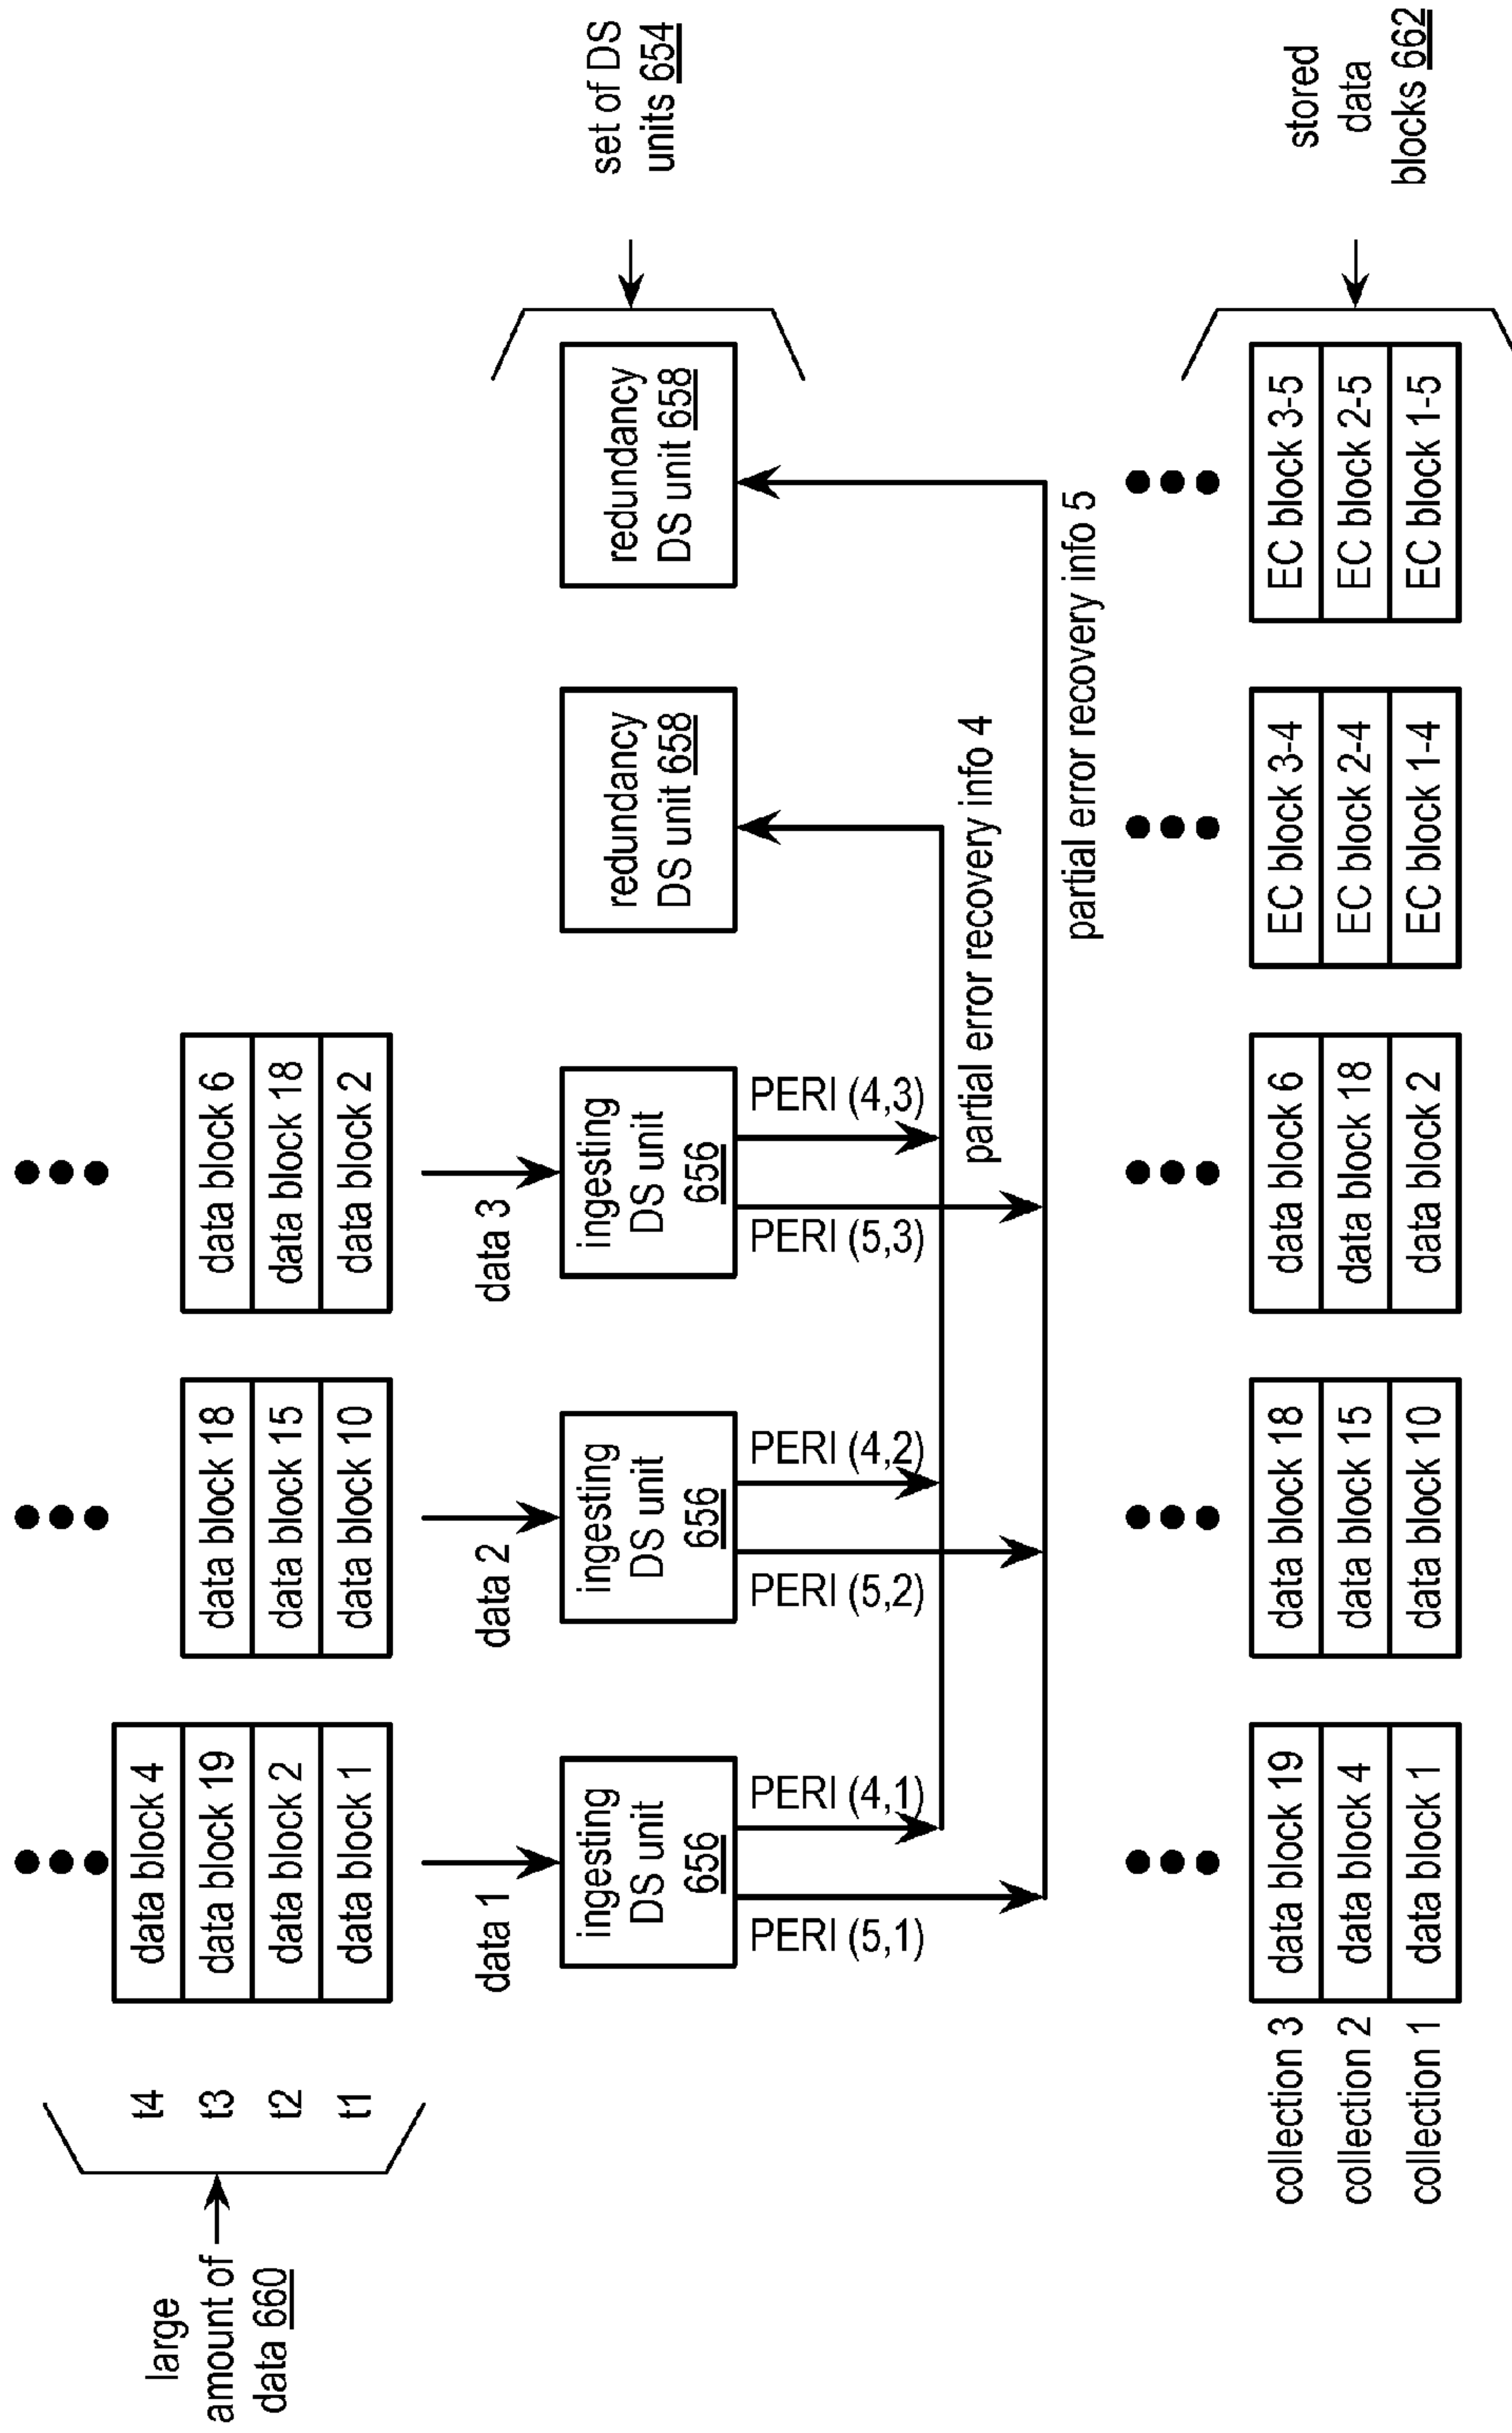 large
amount of
data 660
t4
t3
t2
t1
data block 4
data block 19
data block 2
data block 1
data block 18
data block 15
data block 10
data block 6
data block 18
data block 2
data 1
data 2
data 3
ingesting
DS unit
656
ingesting
DS unit
656
ingesting
DS unit
656
redundancy
DS unit 658
redundancy
DS unit 658
set of DS
units 654
PERI (5,1)
PERI (4,1)
PERI (5,2)
PERI (4,2)
PERI (5,3)
PERI (4,3)
partial error recovery info 4
partial error recovery info 5
collection 3
collection 2
collection 1
data block 19
data block 4
data block 1
data block 18
data block 15
data block 10
data block 6
data block 18
data block 2
EC block 3-4
EC block 2-4
EC block 1-4
EC block 3-5
EC block 2-5
EC block 1-5
stored
data
blocks 662